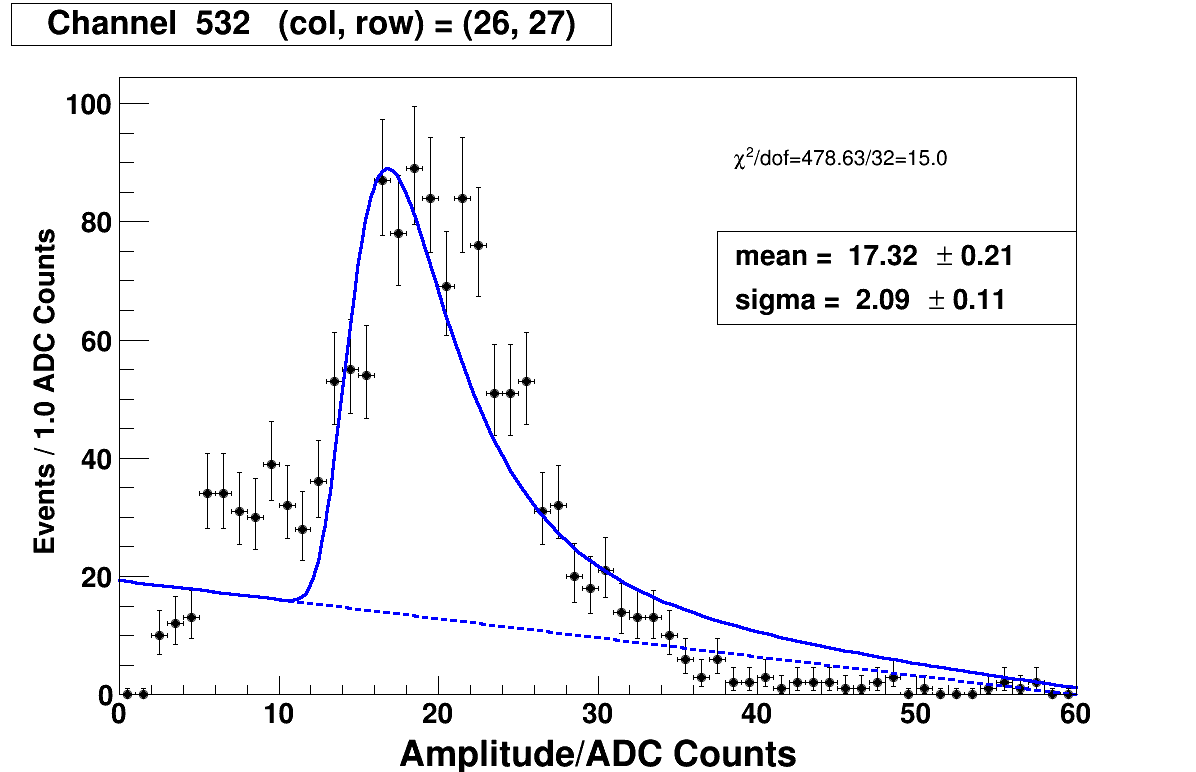 Channel 532 (col, row) = (26, 27)
100
80
60
40
20
0
Events / 1.0 ADC Counts
χ²/dof=478.63/32=15.0
mean = 17.32 ± 0.21
sigma = 2.09 ± 0.11
0 10 20 30 40 50 60
Amplitude/ADC Counts